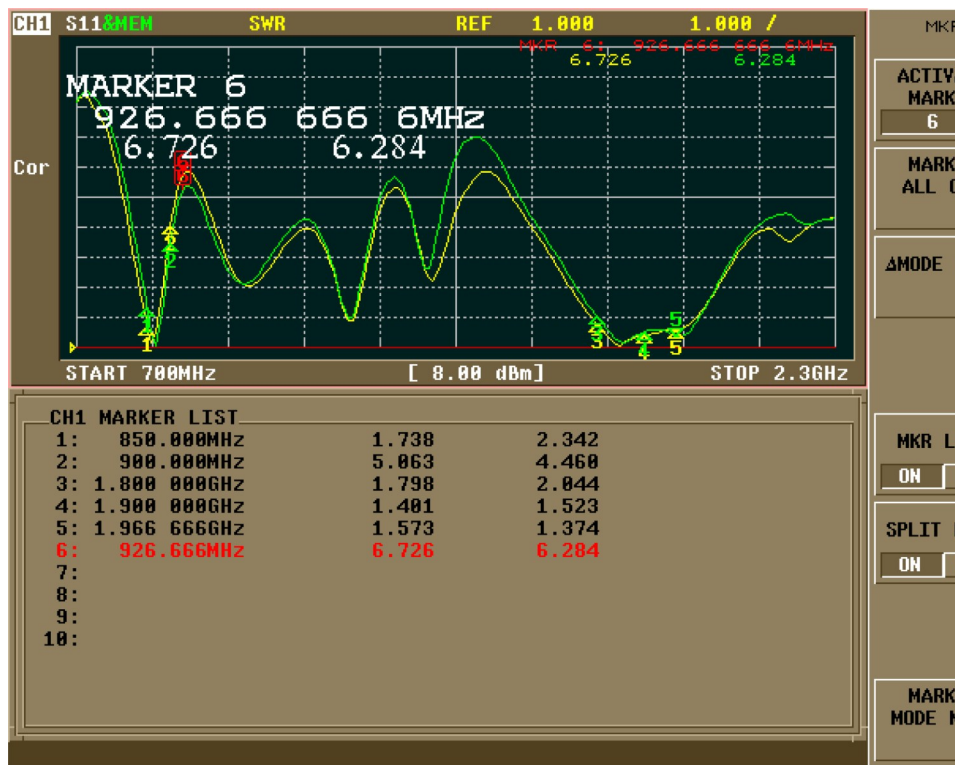 CH1 S11&MEM SWR REF 1.000 1.000 /
MKR 6: 926.666 666 6MHz
6.726 6.284
MARKER 6
926.666 666 6MHz
6.726 6.284
Cor
START 700MHz [ 8.00 dBm] STOP 2.3GHz
CH1 MARKER LIST
1: 850.000MHz 1.738 2.342
2: 900.000MHz 5.063 4.460
3: 1.800 000GHz 1.798 2.044
4: 1.900 000GHz 1.401 1.523
5: 1.966 666GHz 1.573 1.374
6: 926.666MHz 6.726 6.284
7:
8:
9:
10:
MKR
ACTIV
MARK
6
MARK
ALL O
ΔMODE
MKR L
ON
SPLIT
ON
MARK
MODE